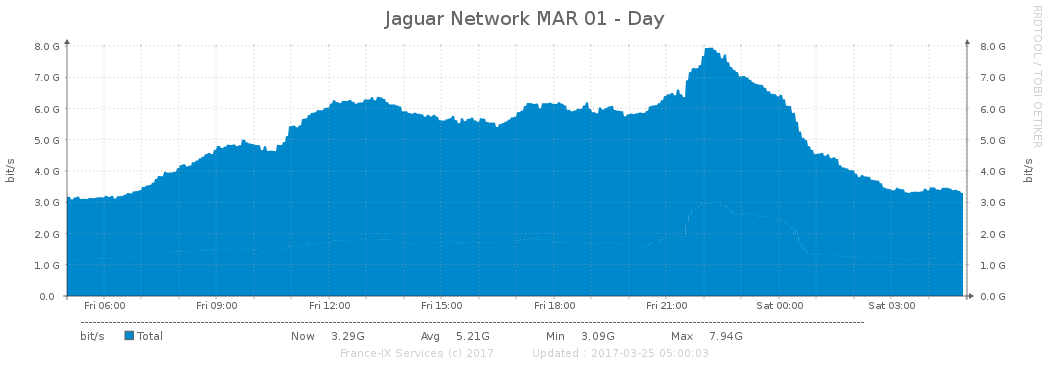 Jaguar Network MAR 01 - Day
RRDTOOL / TOBI OETIKER
bit/s
8.0 G
7.0 G
6.0 G
5.0 G
4.0 G
3.0 G
2.0 G
1.0 G
0.0
8.0 G
7.0 G
6.0 G
5.0 G
4.0 G
3.0 G
2.0 G
1.0 G
0.0 G
bit/s
Fri 06:00 Fri 09:00 Fri 12:00 Fri 15:00 Fri 18:00 Fri 21:00 Sat 00:00 Sat 03:00
bit/s Total Now 3.29G Avg 5.21G Min 3.09G Max 7.94G
France-IX Services (c) 2017 Updated : 2017-03-25 05:00:03